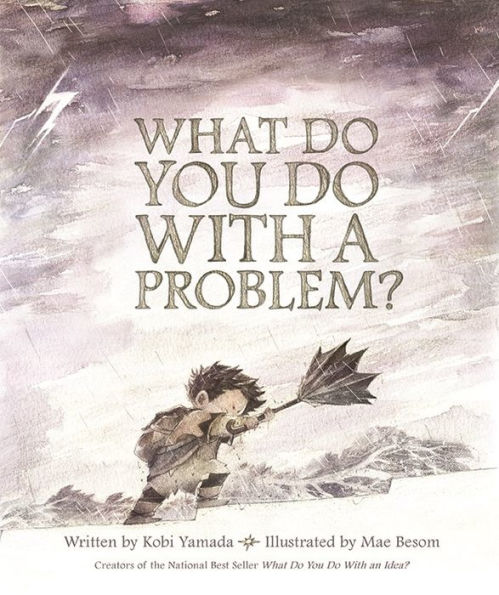 WHAT DO
YOU DO
WITH A
PROBLEM?
Written by Kobi Yamada Illustrated by Mae Besom
Creators of the National Best Seller What Do You Do With an Idea?